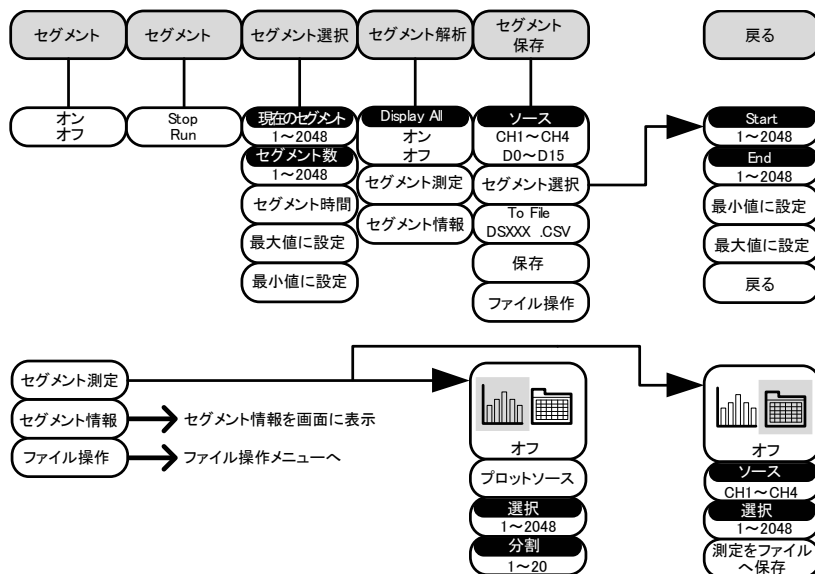 セグメント
セグメント
セグメント選択
セグメント解析
セグメント
保存
戻る
オン
オフ
Stop
Run
現在のセグメント
1～2048
セグメント数
1～2048
セグメント時間
最大値に設定
最小値に設定
Display All
オン
オフ
セグメント測定
セグメント情報
ソース
CH1～CH4
D0～D15
セグメント選択
To File
DSXXX .CSV
保存
ファイル操作
Start
1～2048
End
1～2048
最小値に設定
最大値に設定
戻る
セグメント測定
セグメント情報
セグメント情報を画面に表示
ファイル操作
ファイル操作メニューへ
オフ
プロットソース
選択
1～2048
分割
1～20
オフ
ソース
CH1～CH4
選択
1～2048
測定をファイル
へ保存